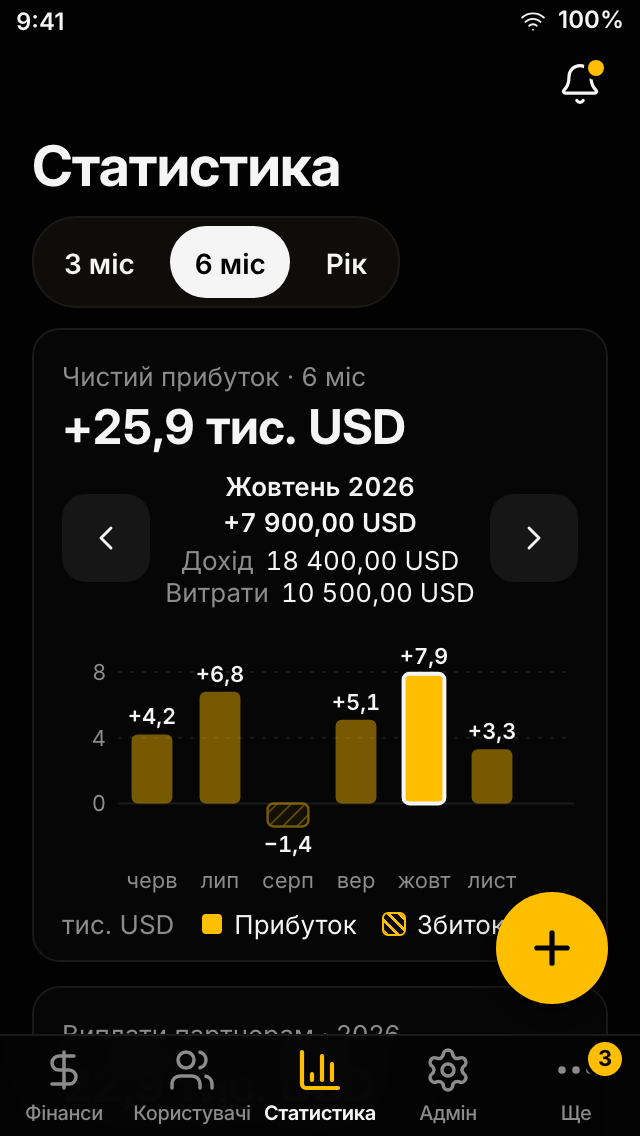 9:41 100%
Статистика
3 міс 6 міс Рік
Чистий прибуток · 6 міс
+25,9 тис. USD
Жовтень 2026
+7 900,00 USD
Дохід 18 400,00 USD
Витрати 10 500,00 USD
+7,9
8
+6,8
+5,1
+4,2
+3,3
4
0
−1,4
черв лип серп вер жовт лист
тис. USD Прибуток Збиток
Виплати партнерам · 2026
3
Фінанси Користувачі Статистика Адмін Ще